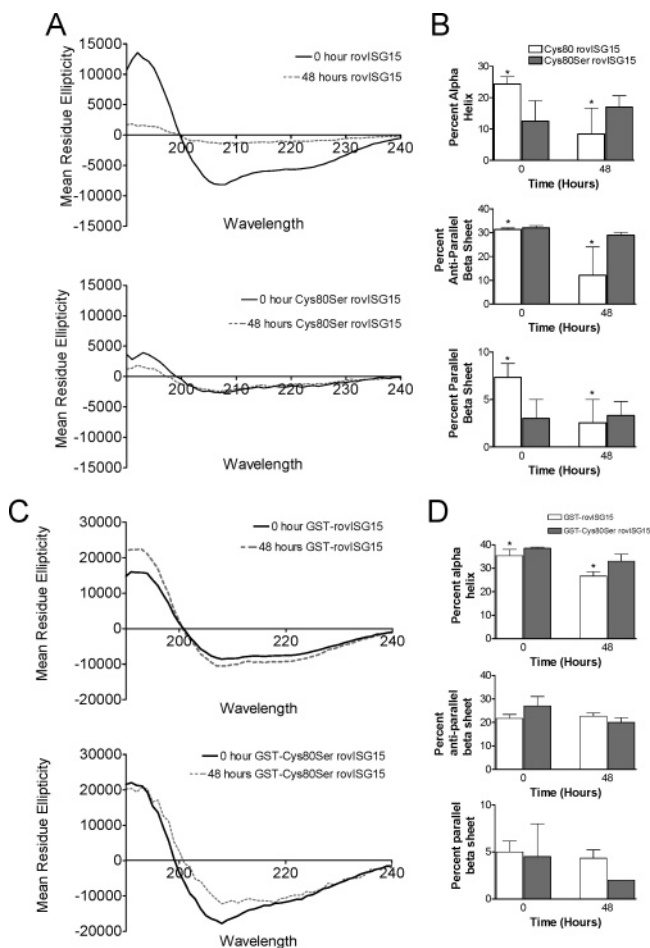 A
15000
10000
5000
0
-5000
-10000
-15000
Mean Residue Ellipticity
0 hour rovISG15
48 hours rovISG15
200 210 220 230 240
Wavelength
15000
10000
5000
0
-5000
-10000
-15000
Mean Residue Ellipticity
0 hour Cys80Ser rovISG15
48 hours Cys80Ser rovISG15
200 210 220 230 240
Wavelength
B
Cys80 rovISG15
Cys80Ser rovISG15
Percent Alpha
Helix
30
20
10
0
* *
0 48
Time (Hours)
Percent
Anti-Parallel
Beta Sheet
40
30
20
10
0
* *
0 48
Time (Hours)
Percent Parallel
Beta Sheet
10
5
0
* *
0 48
Time (Hours)
C
30000
20000
10000
0
-10000
-20000
Mean Residue Ellipticity
0 hour GST-rovISG15
48 hours GST-rovISG15
200 220 240
Wavelength
30000
20000
10000
0
-10000
-20000
Mean Residue Ellipticity
0 hour GST-Cys80Ser rovISG15
48 hours GST-Cys80Ser rovISG15
200 220 240
Wavelength
D
GST-rovISG15
GST-Cys80Ser rovISG15
Percent alpha
helix
50
40
30
20
10
0
* *
0 48
Time (Hours)
Percent
anti-parallel
beta sheet
50
40
30
20
10
0
0 48
Time (Hours)
Percent parallel
beta sheet
10
5
0
0 48
Time (Hours)